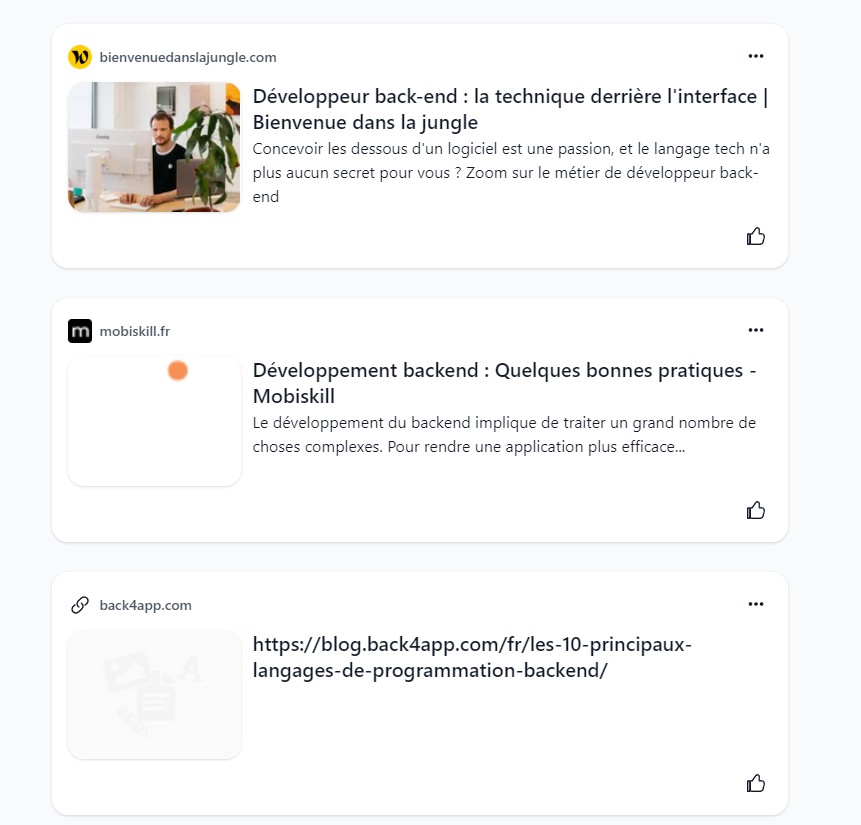 bienvenuedanslajungle.com
Développeur back-end : la technique derrière l'interface |
Bienvenue dans la jungle
Concevoir les dessous d'un logiciel est une passion, et le langage tech n'a
plus aucun secret pour vous ? Zoom sur le métier de développeur back-
end
mobiskill.fr
Développement backend : Quelques bonnes pratiques -
Mobiskill
Le développement du backend implique de traiter un grand nombre de
choses complexes. Pour rendre une application plus efficace...
back4app.com
https://blog.back4app.com/fr/les-10-principaux-
langages-de-programmation-backend/